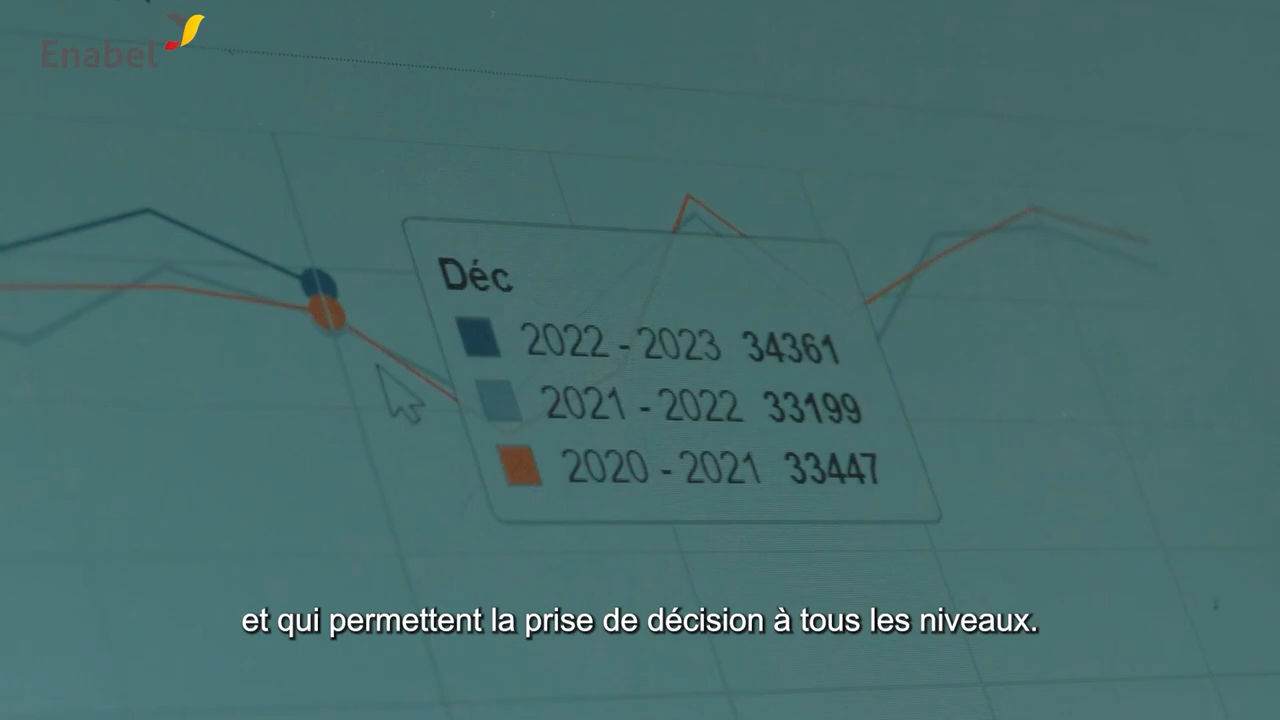 Enabel
Déc
2022 - 2023 34361
2021 - 2022 33199
2020 - 2021 33447
et qui permettent la prise de décision à tous les niveaux.